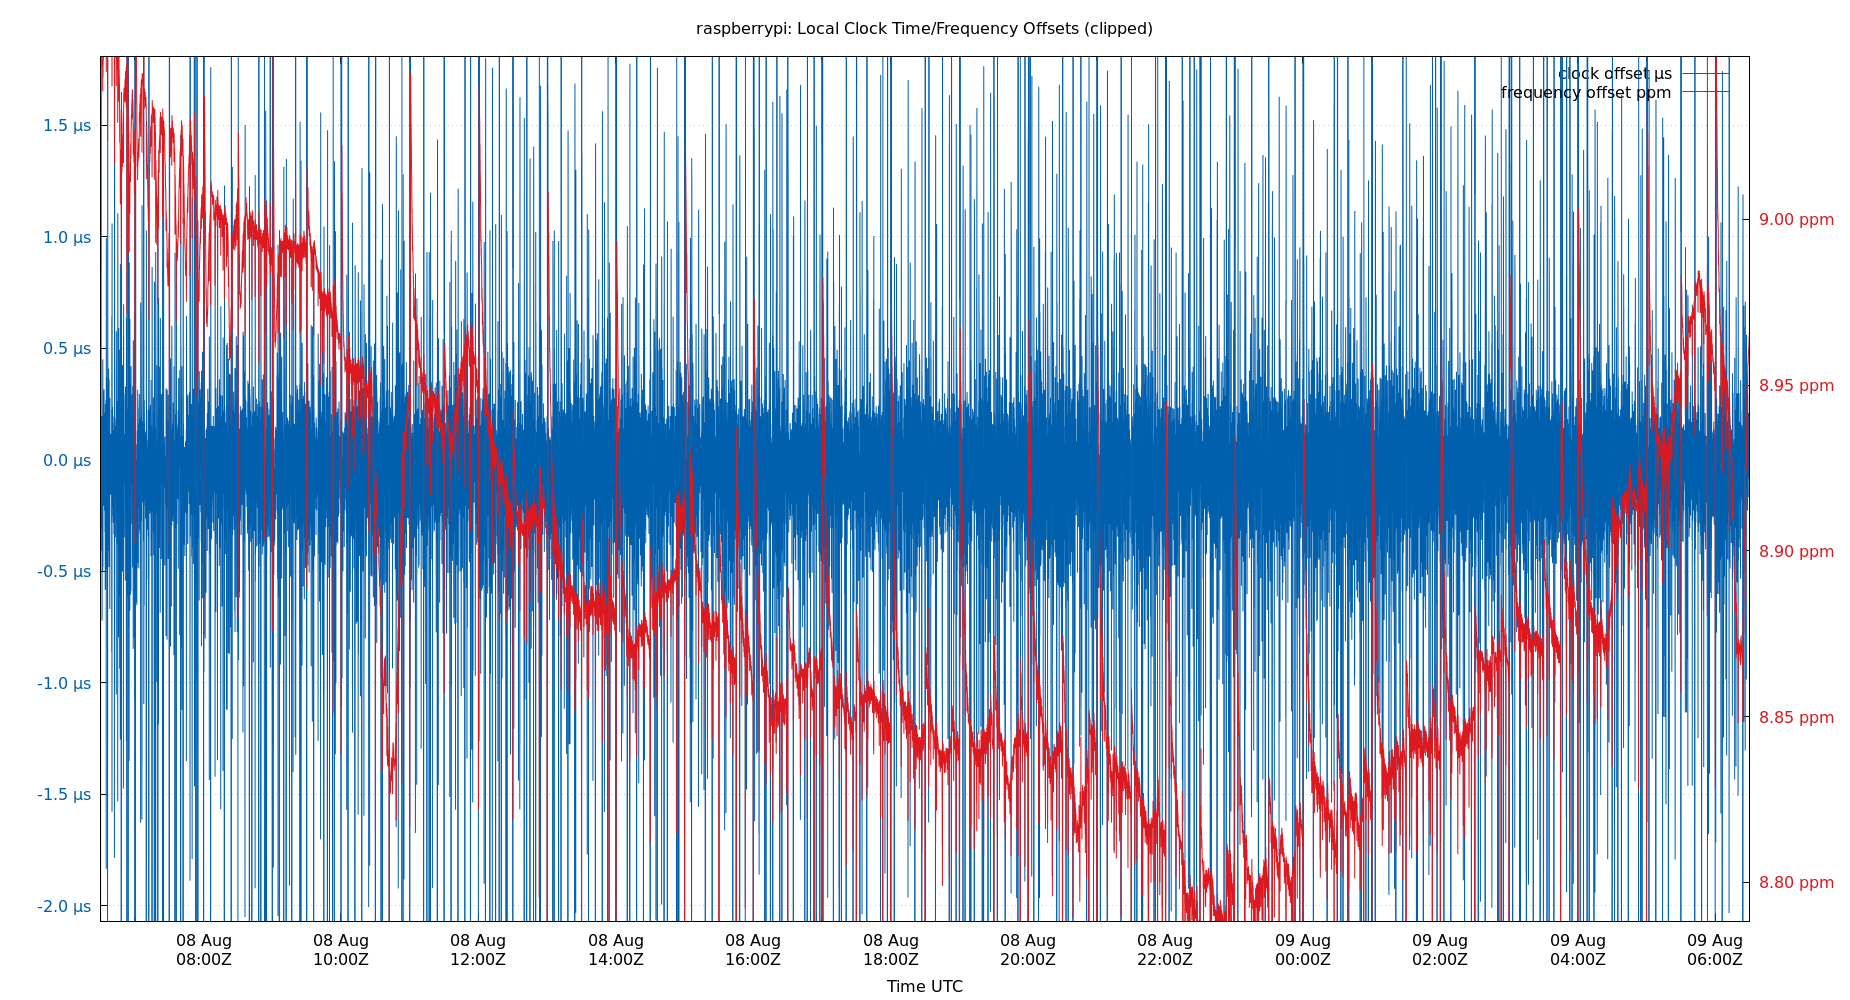 raspberrypi: Local Clock Time/Frequency Offsets (clipped)
clock offset µs
frequency offset ppm
1.5 µs
1.0 µs
0.5 µs
0.0 µs
-0.5 µs
-1.0 µs
-1.5 µs
-2.0 µs
9.00 ppm
8.95 ppm
8.90 ppm
8.85 ppm
8.80 ppm
08 Aug 08 Aug 08 Aug 08 Aug 08 Aug 08 Aug 08 Aug 08 Aug 09 Aug 09 Aug 09 Aug 09 Aug
08:00Z 10:00Z 12:00Z 14:00Z 16:00Z 18:00Z 20:00Z 22:00Z 00:00Z 02:00Z 04:00Z 06:00Z
Time UTC